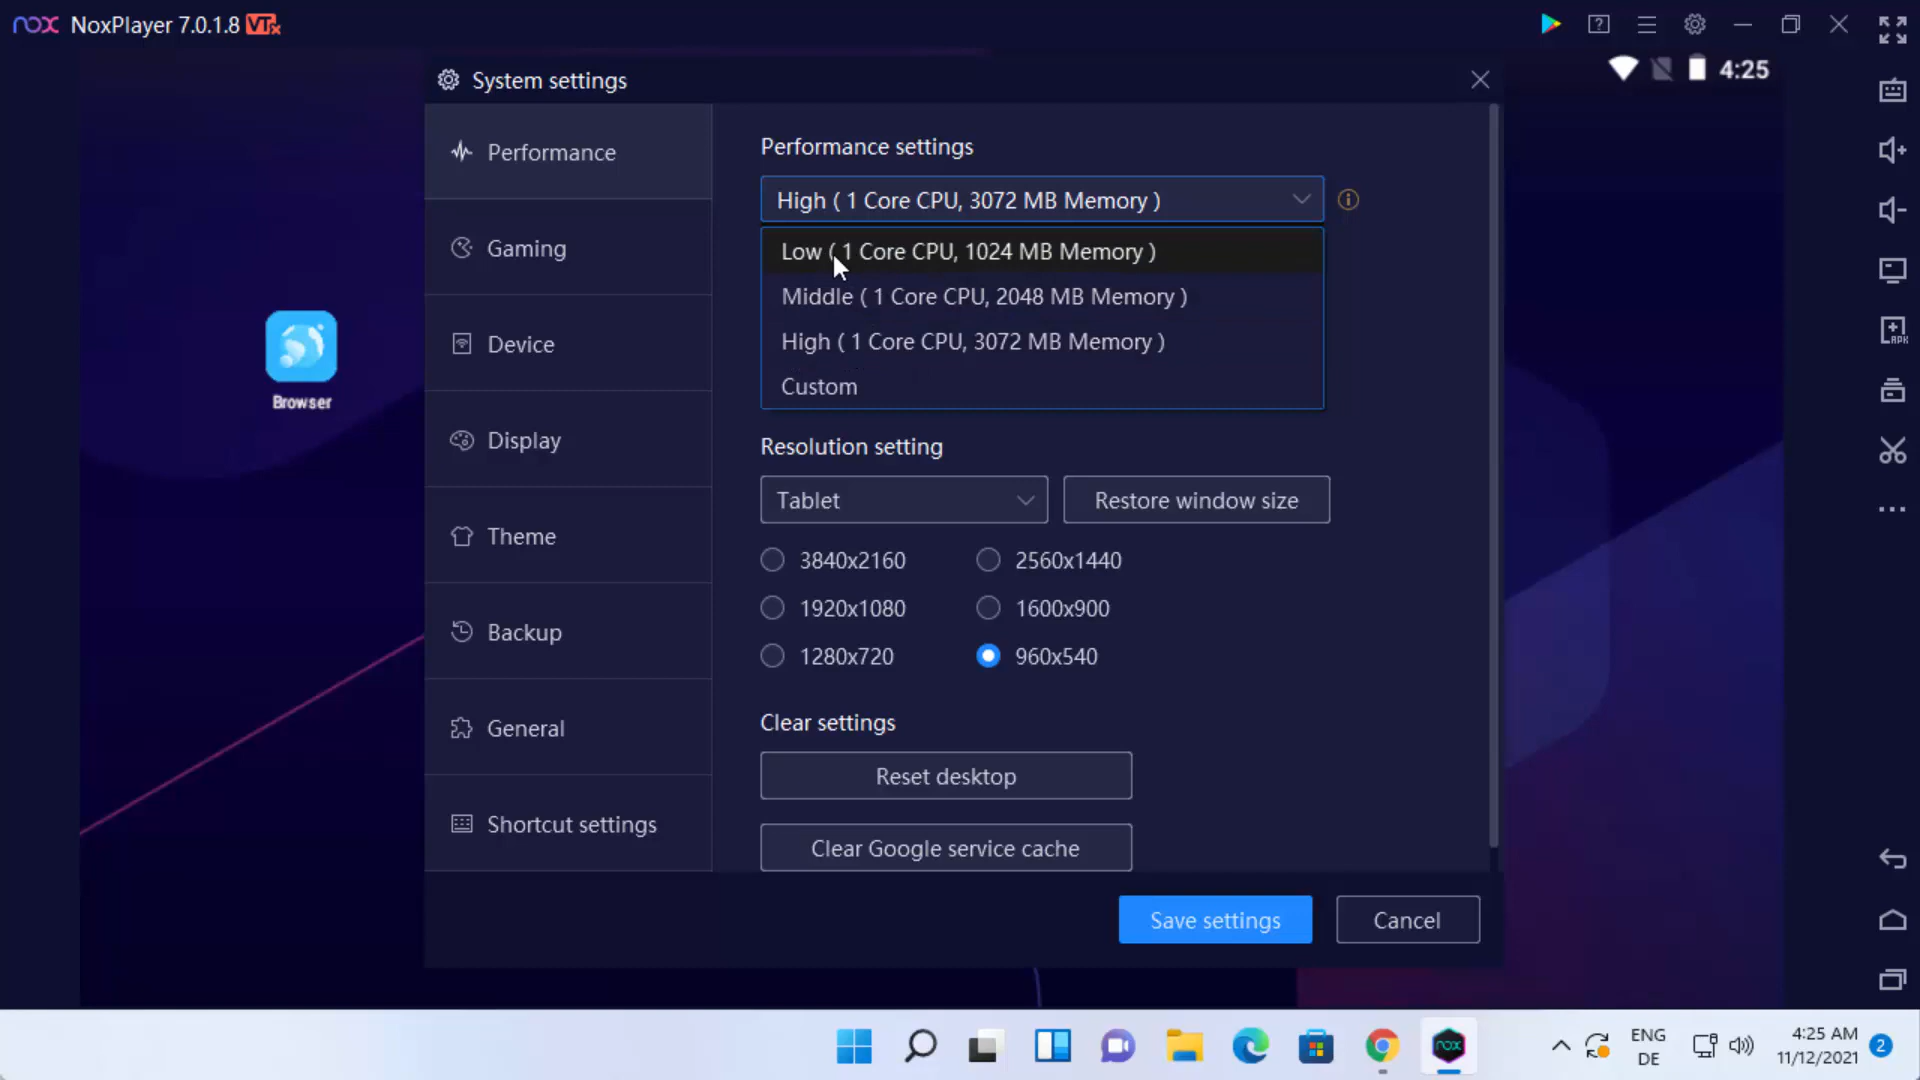 nox NoxPlayer 7.0.1.8 VTx
4:25
System settings
Performance
Gaming
Device
Display
Theme
Backup
General
Shortcut settings
Performance settings
High ( 1 Core CPU, 3072 MB Memory )
Low ( 1 Core CPU, 1024 MB Memory )
Middle ( 1 Core CPU, 2048 MB Memory )
High ( 1 Core CPU, 3072 MB Memory )
Custom
Resolution setting
Tablet
Restore window size
3840x2160
2560x1440
1920x1080
1600x900
1280x720
960x540
Clear settings
Reset desktop
Clear Google service cache
Save settings
Cancel
Browser
APK
nox
ENG
DE
4:25 AM
11/12/2021
2